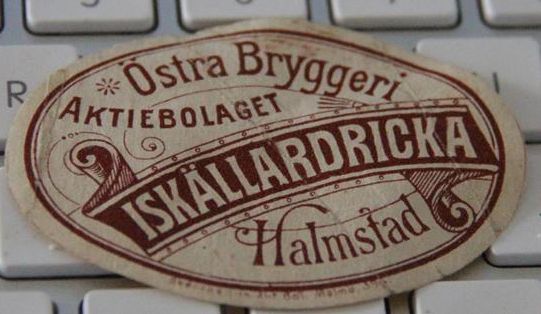 Östra Bryggeri
AKTIEBOLAGET
ISKÄLLARDRICKA
Halmstad
R